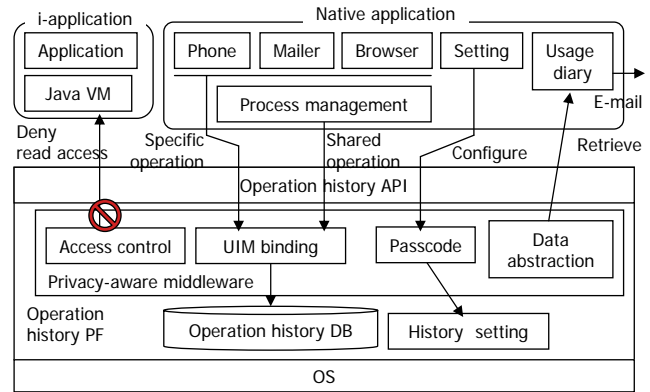 i-application
Native application
Application
Java VM
Phone
Mailer
Browser
Setting
Usage
diary
Process management
E-mail
Deny
read access
Specific
operation
Shared
operation
Configure
Retrieve
Operation history API
Access control
UIM binding
Passcode
Data
abstraction
Privacy-aware middleware
Operation
history PF
Operation history DB
History setting
OS